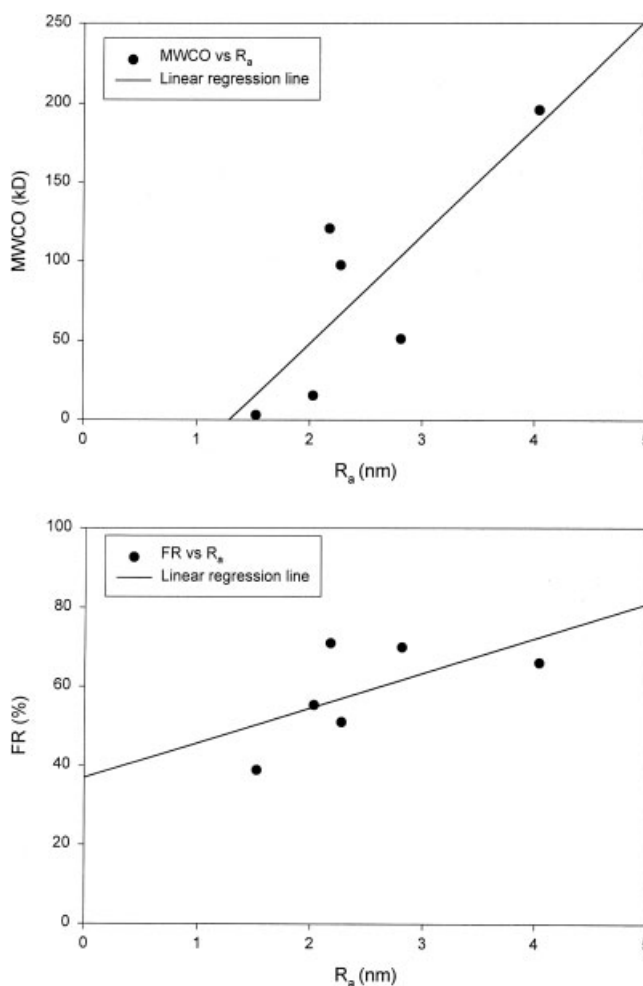 250
MWCO vs Ra
Linear regression line
200
150
MWCO (kD)
100
50
0
0 1 2 3 4
Ra (nm)
100
FR vs Ra
Linear regression line
80
60
FR (%)
40
20
0
0 1 2 3 4
Ra (nm)